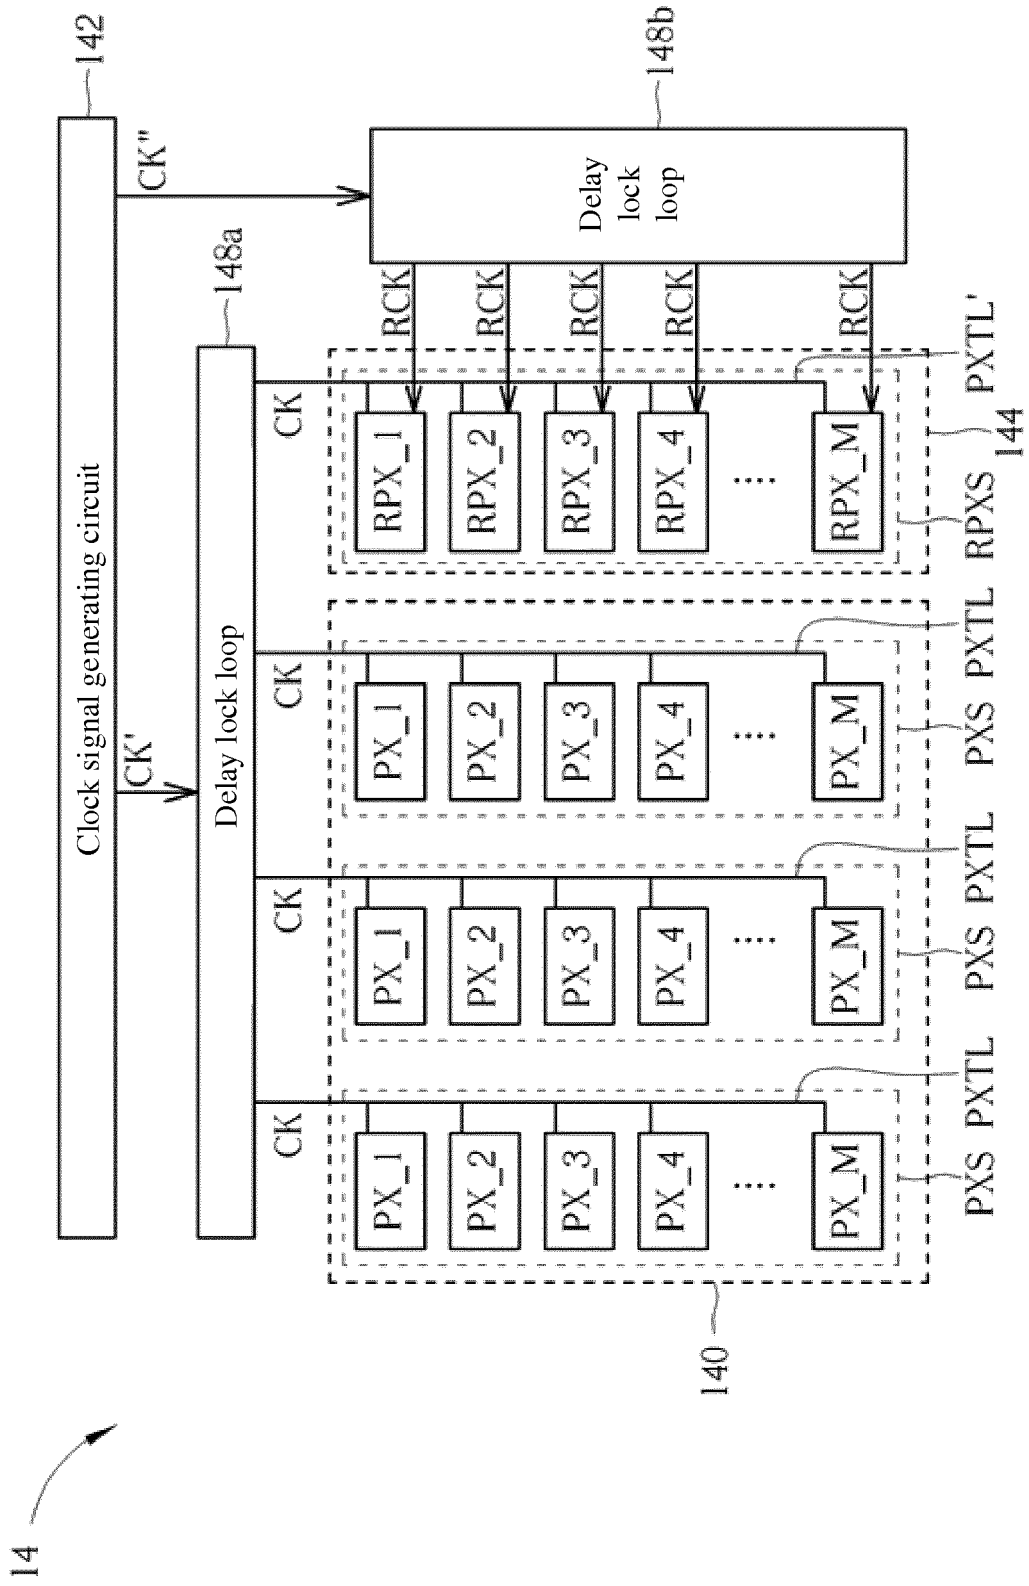 14
142
Clock signal generating circuit
CK'
CK"
148a
Delay lock loop
CK
CK
CK
CK
148b
Delay
lock
loop
RCK
RCK
RCK
RCK
RCK
PX_1
PX_2
PX_3
PX_4
....
PX_M
PX_1
PX_2
PX_3
PX_4
....
PX_M
PX_1
PX_2
PX_3
PX_4
....
PX_M
RPX_1
RPX_2
RPX_3
RPX_4
....
RPX_M
140
PXS
PXTL
PXS
PXTL
PXS
PXTL
RPXS
144
PXTL'